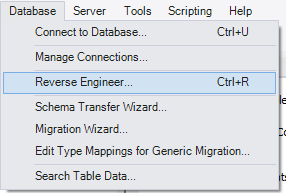 Database Server Tools Scripting Help
Connect to Database... Ctrl+U
Manage Connections...
Reverse Engineer... Ctrl+R
Schema Transfer Wizard...
Migration Wizard...
Edit Type Mappings for Generic Migration...
Search Table Data...